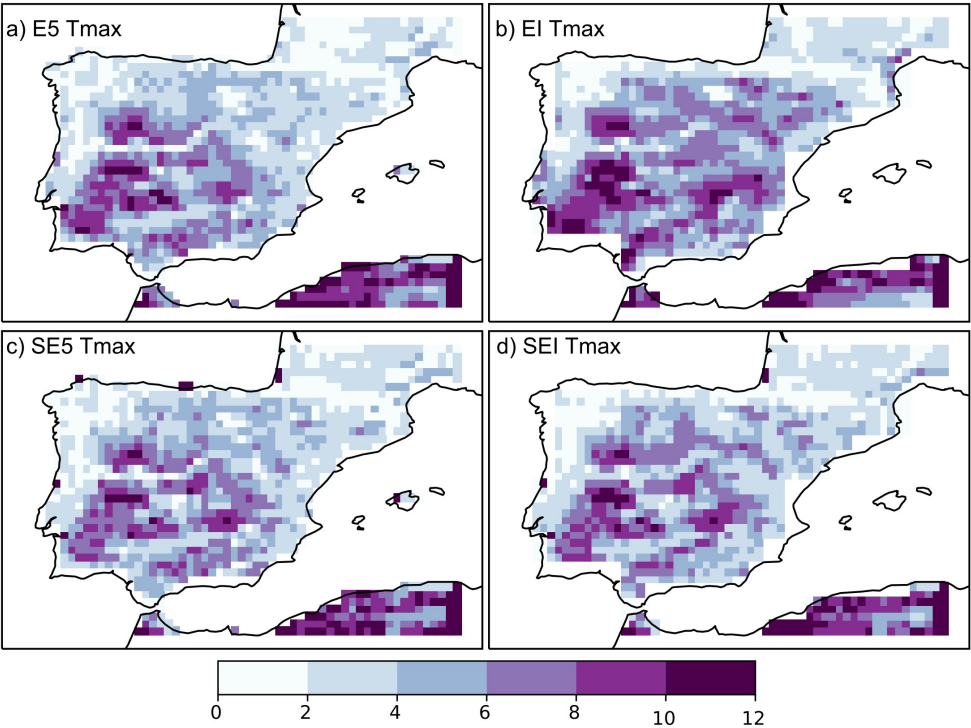 a) E5 Tmax
b) EI Tmax
c) SE5 Tmax
d) SEI Tmax
0 2 4 6 8 10 12